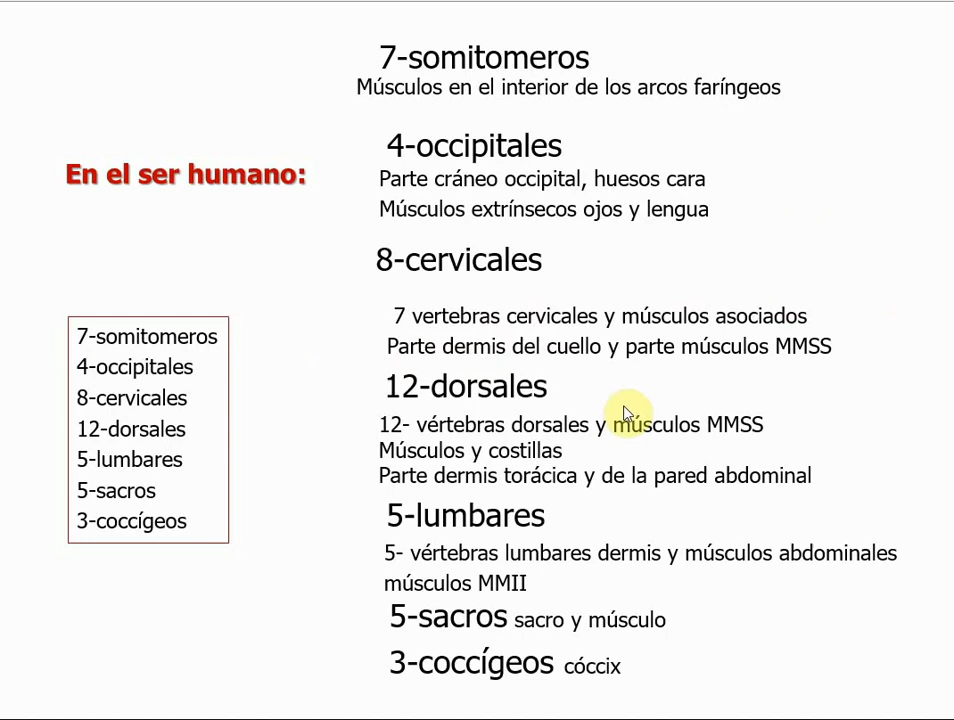 7-somitomeros
Músculos en el interior de los arcos faríngeos
4-occipitales
En el ser humano:
Parte cráneo occipital, huesos cara
Músculos extrínsecos ojos y lengua
8-cervicales
7 vertebras cervicales y músculos asociados
Parte dermis del cuello y parte músculos MMSS
12-dorsales
12- vértebras dorsales y músculos MMSS
Músculos y costillas
Parte dermis torácica y de la pared abdominal
5-lumbares
5- vértebras lumbares dermis y músculos abdominales
músculos MMII
5-sacros sacro y músculo
3-coccígeos cóccix
7-somitomeros
4-occipitales
8-cervicales
12-dorsales
5-lumbares
5-sacros
3-coccígeos